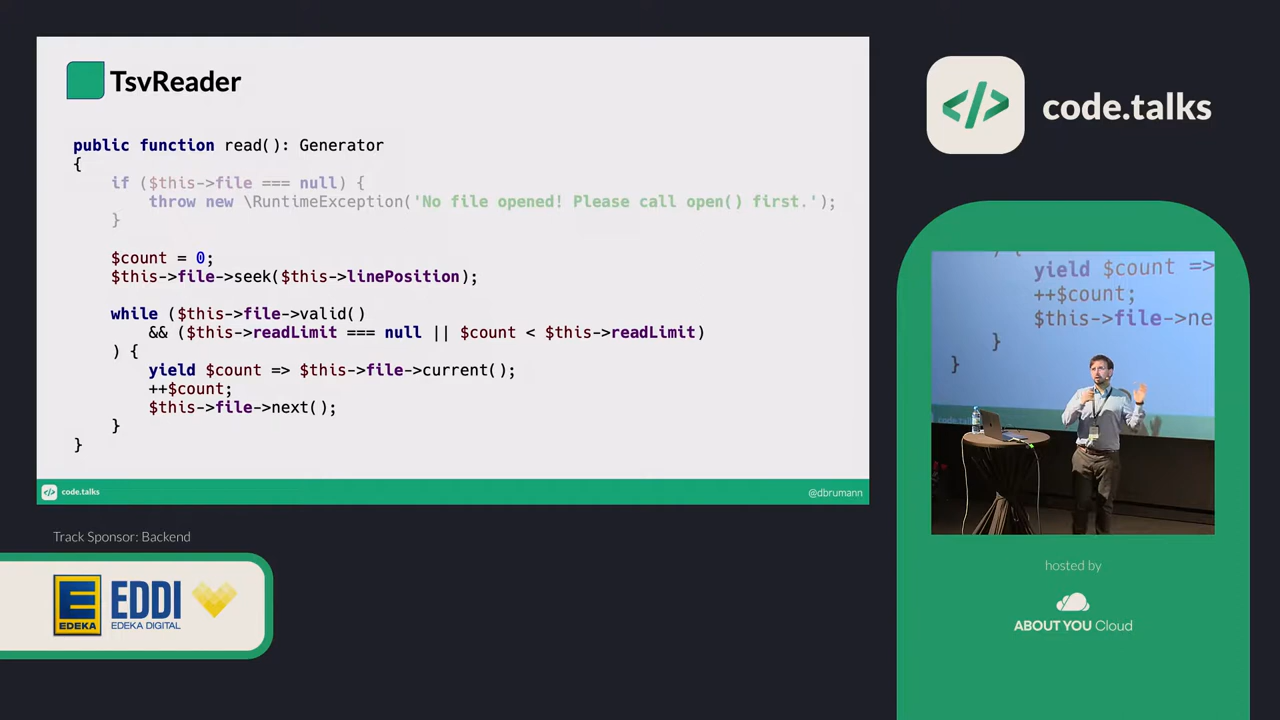 TsvReader
public function read(): Generator
{
if ($this->file === null) {
throw new \RuntimeException('No file opened! Please call open() first.');
}
$count = 0;
$this->file->seek($this->linePosition);
while ($this->file->valid()
&& ($this->readLimit === null || $count < $this->readLimit)
) {
yield $count => $this->file->current();
++$count;
$this->file->next();
}
}
</> code.talks
@dbrumann
Track Sponsor: Backend
E
EDEKA
EDDI
EDEKA DIGITAL
</>
code.talks
) {
yield $count =>
++$count;
$this->file->ne
}
}
code.talks
hosted by
ABOUT YOU Cloud